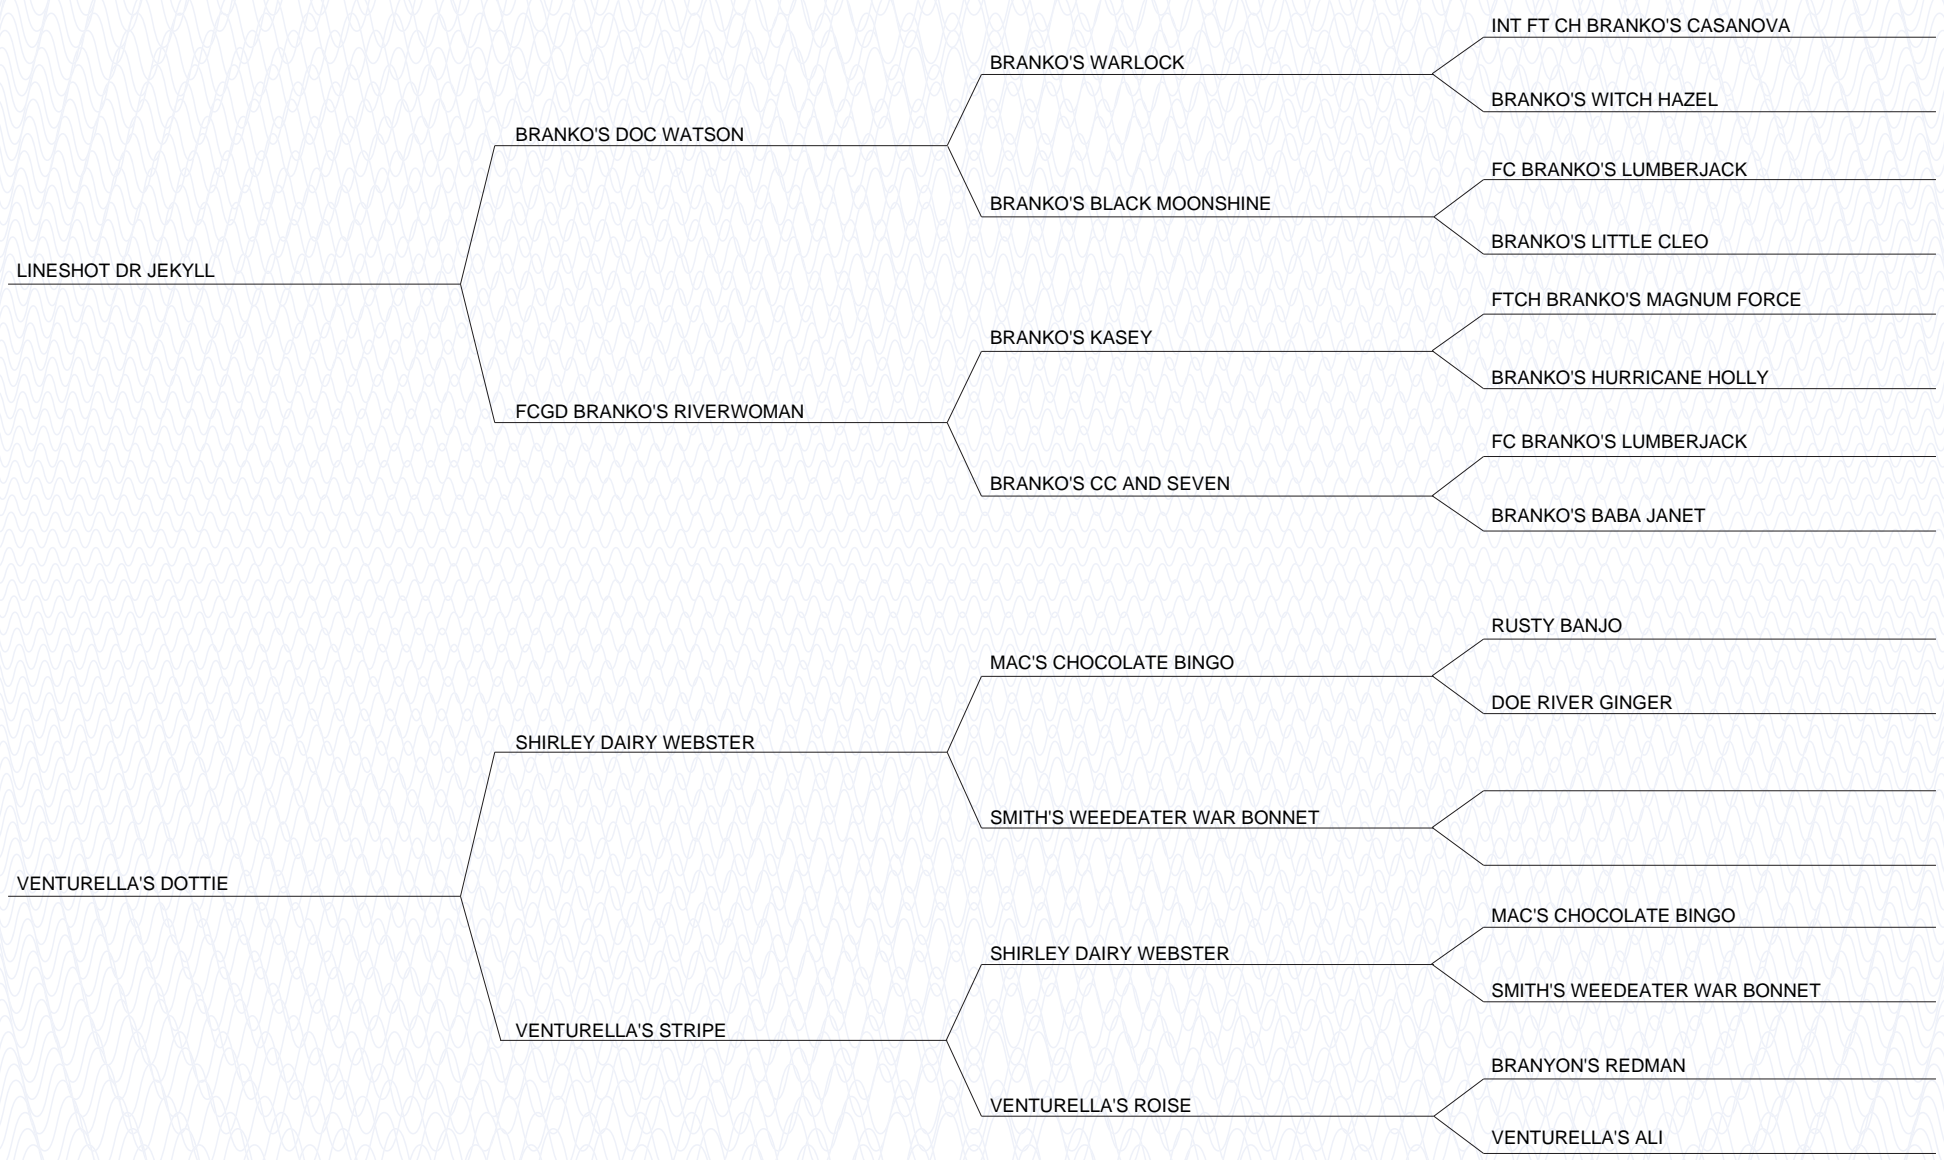 INT FT CH BRANKO'S CASANOVA
BRANKO'S WARLOCK
BRANKO'S WITCH HAZEL
BRANKO'S DOC WATSON
FC BRANKO'S LUMBERJACK
BRANKO'S BLACK MOONSHINE
BRANKO'S LITTLE CLEO
LINESHOT DR JEKYLL
FTCH BRANKO'S MAGNUM FORCE
BRANKO'S KASEY
BRANKO'S HURRICANE HOLLY
FCGD BRANKO'S RIVERWOMAN
FC BRANKO'S LUMBERJACK
BRANKO'S CC AND SEVEN
BRANKO'S BABA JANET
RUSTY BANJO
MAC'S CHOCOLATE BINGO
DOE RIVER GINGER
SHIRLEY DAIRY WEBSTER
SMITH'S WEEDEATER WAR BONNET
VENTURELLA'S DOTTIE
MAC'S CHOCOLATE BINGO
SHIRLEY DAIRY WEBSTER
SMITH'S WEEDEATER WAR BONNET
VENTURELLA'S STRIPE
BRANYON'S REDMAN
VENTURELLA'S ROISE
VENTURELLA'S ALI